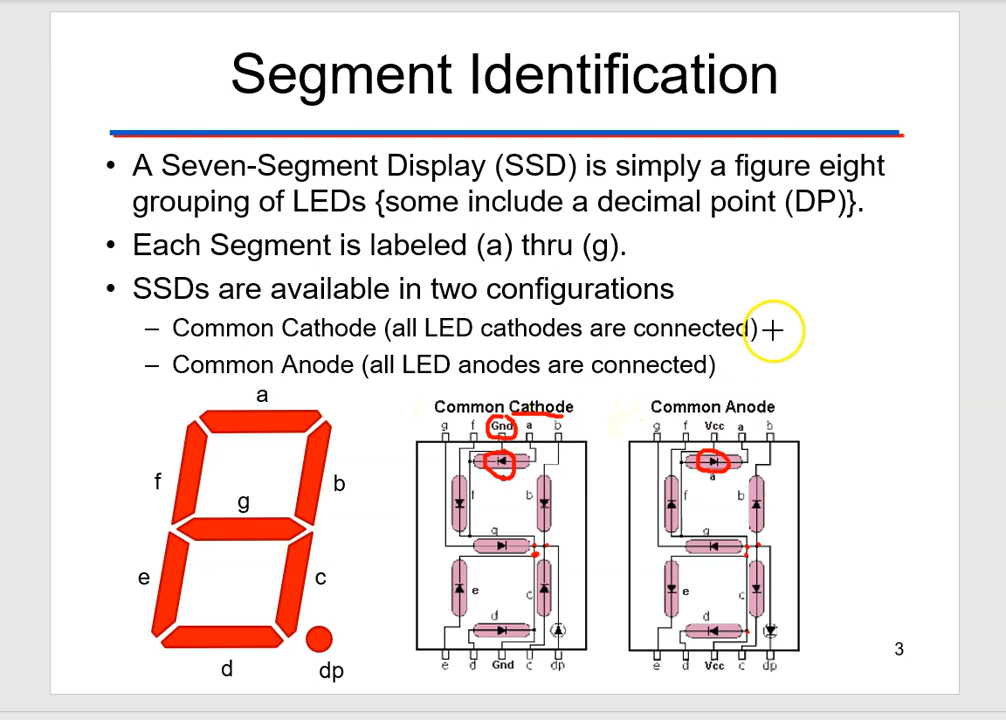 Segment Identification
• A Seven-Segment Display (SSD) is simply a figure eight
grouping of LEDs {some include a decimal point (DP)}.
• Each Segment is labeled (a) thru (g).
• SSDs are available in two configurations
– Common Cathode (all LED cathodes are connected)
– Common Anode (all LED anodes are connected)
a
f
b
g
e
c
d
dp
Common Cathode
g f Gnd a b
f b
g
e c
d
e d Gnd c dp
Common Anode
g f Vcc a b
a
f b
g
e c
d
e d Vcc c dp
3